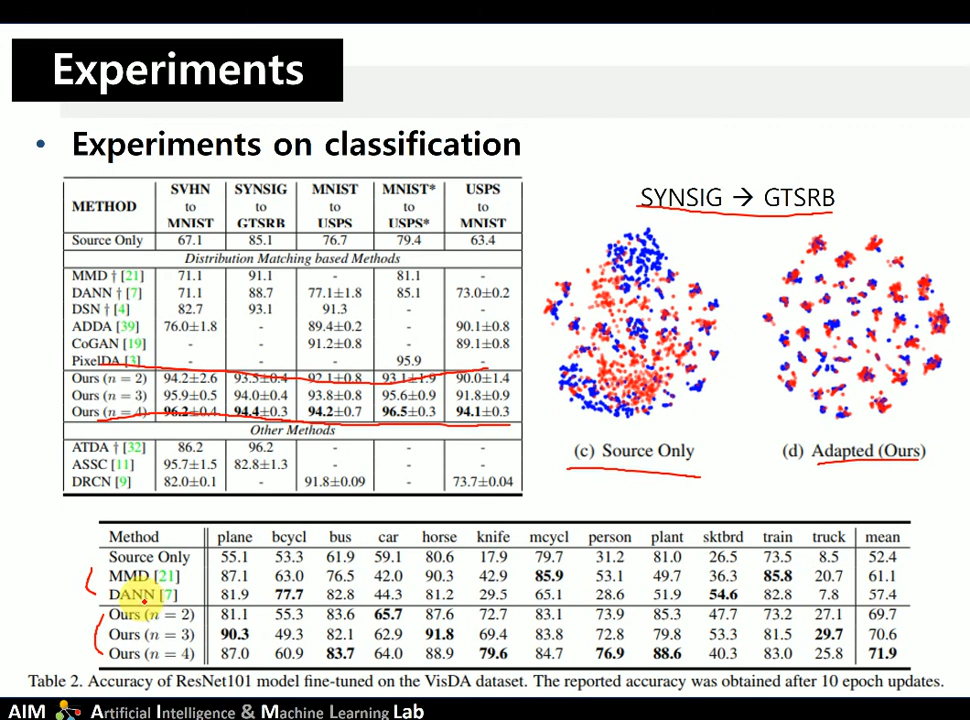 Experiments
• Experiments on classification
METHOD SVHN to MNIST SYNSIG to GTSRB MNIST to USPS MNIST* to USPS* USPS to MNIST
Source Only 67.1 85.1 76.7 79.4 63.4
Distribution Matching based Methods
MMD † [21] 71.1 91.1 - 81.1 -
DANN † [7] 71.1 88.7 77.1±1.8 85.1 73.0±0.2
DSN † [4] 82.7 93.1 91.3 - -
ADDA [39] 76.0±1.8 - 89.4±0.2 - 90.1±0.8
CoGAN [19] - - 91.2±0.8 - 89.1±0.8
PixelDA [3] - - - 95.9 -
Ours (n = 2) 94.2±2.6 93.5±0.4 92.1±0.8 93.1±1.9 90.0±1.4
Ours (n = 3) 95.9±0.5 94.0±0.4 93.8±0.8 95.6±0.9 91.8±0.9
Ours (n = 4) 96.2±0.4 94.4±0.3 94.2±0.7 96.5±0.3 94.1±0.3
Other Methods
ATDA † [32] 86.2 96.2 - - -
ASSC [11] 95.7±1.5 82.8±1.3 - - -
DRCN [9] 82.0±0.1 - 91.8±0.09 - 73.7±0.04
SYNSIG → GTSRB
(c) Source Only
(d) Adapted (Ours)
Method plane bcycl bus car horse knife mcycl person plant sktbrd train truck mean
Source Only 55.1 53.3 61.9 59.1 80.6 17.9 79.7 31.2 81.0 26.5 73.5 8.5 52.4
MMD [21] 87.1 63.0 76.5 42.0 90.3 42.9 85.9 53.1 49.7 36.3 85.8 20.7 61.1
DANN [7] 81.9 77.7 82.8 44.3 81.2 29.5 65.1 28.6 51.9 54.6 82.8 7.8 57.4
Ours (n = 2) 81.1 55.3 83.6 65.7 87.6 72.7 83.1 73.9 85.3 47.7 73.2 27.1 69.7
Ours (n = 3) 90.3 49.3 82.1 62.9 91.8 69.4 83.8 72.8 79.8 53.3 81.5 29.7 70.6
Ours (n = 4) 87.0 60.9 83.7 64.0 88.9 79.6 84.7 76.9 88.6 40.3 83.0 25.8 71.9
Table 2. Accuracy of ResNet101 model fine-tuned on the VisDA dataset. The reported accuracy was obtained after 10 epoch updates.
AIM Artificial Intelligence & Machine Learning Lab